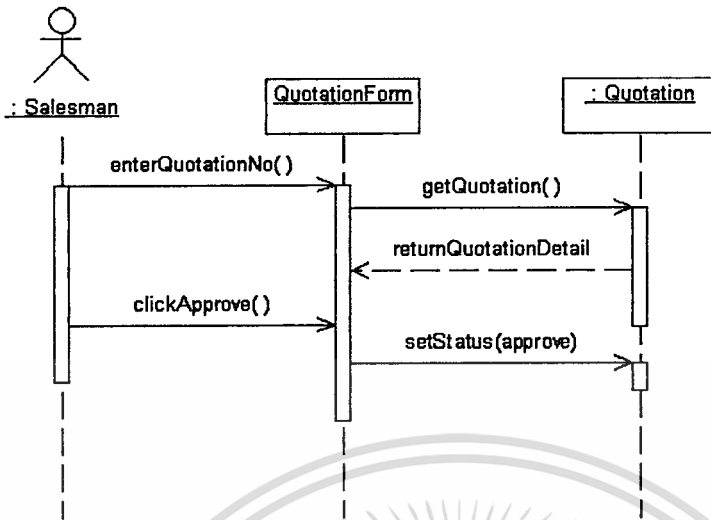 : Salesman
QuotationForm
: Quotation
enterQuotationNo()
getQuotation()
returnQuotationDetail
clickApprove()
setStatus(approve)